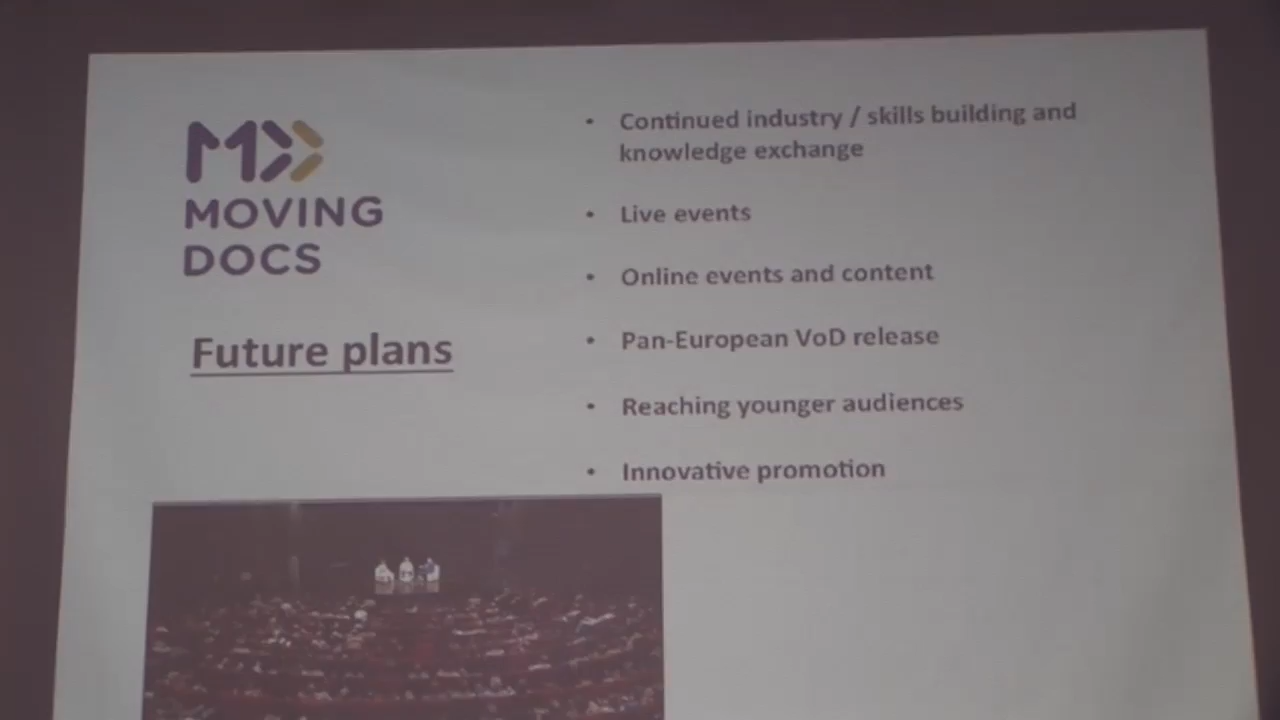 MOVING
DOCS
Future plans
• Continued industry / skills building and
knowledge exchange
• Live events
• Online events and content
• Pan-European VoD release
• Reaching younger audiences
• Innovative promotion